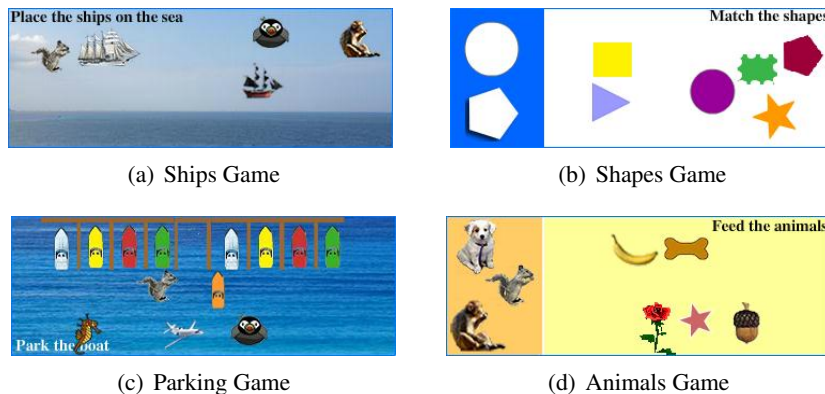 Place the ships on the sea
Match the shapes
(a) Ships Game
(b) Shapes Game
Park the boat
Feed the animals
(c) Parking Game
(d) Animals Game